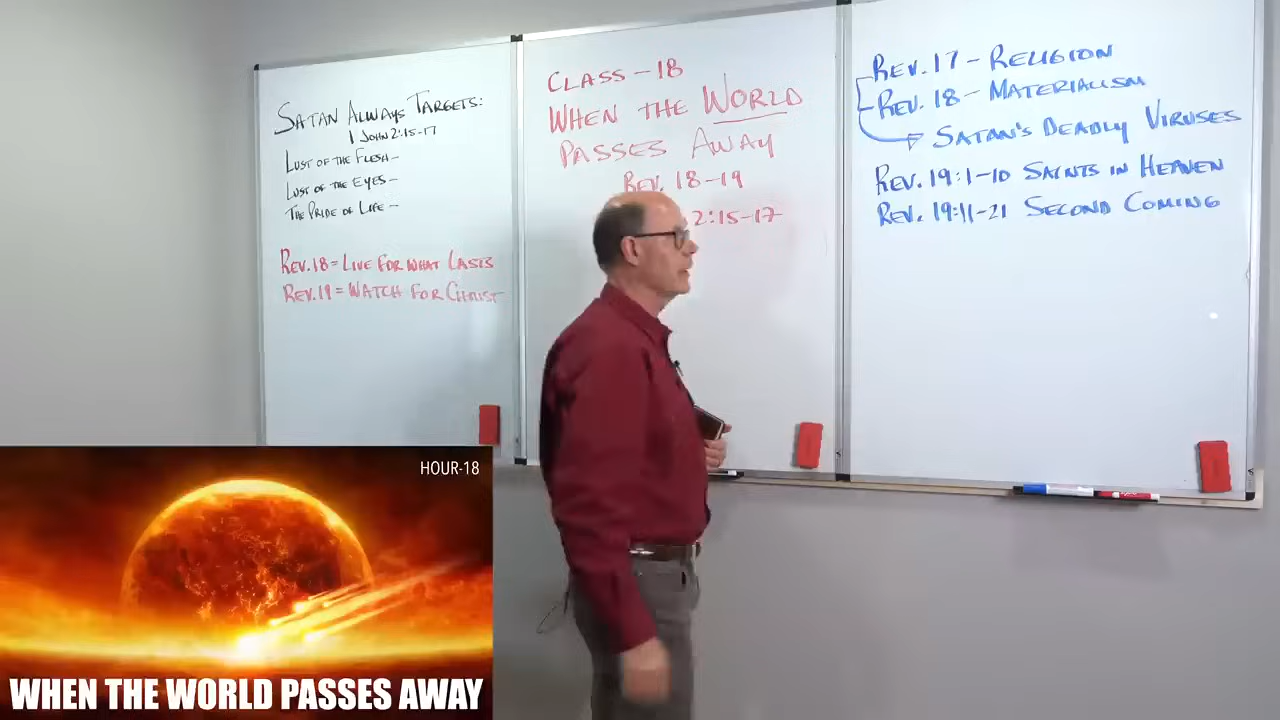 SATAN ALWAYS TARGETS:
1 JOHN 2:15-17
LUST OF THE FLESH-
LUST OF THE EYES-
THE PRIDE OF LIFE-
REV. 18 = LIVE FOR WHAT LASTS
REV. 19 = WATCH FOR CHRIST
CLASS-18
WHEN THE WORLD
PASSES AWAY
REV. 18-19
2:15-17
REV. 17 - RELIGION
REV. 18 - MATERIALISM
SATAN'S DEADLY VIRUSES
REV. 19:1-10 SAINTS IN HEAVEN
REV. 19:11-21 SECOND COMING
HOUR-18
WHEN THE WORLD PASSES AWAY